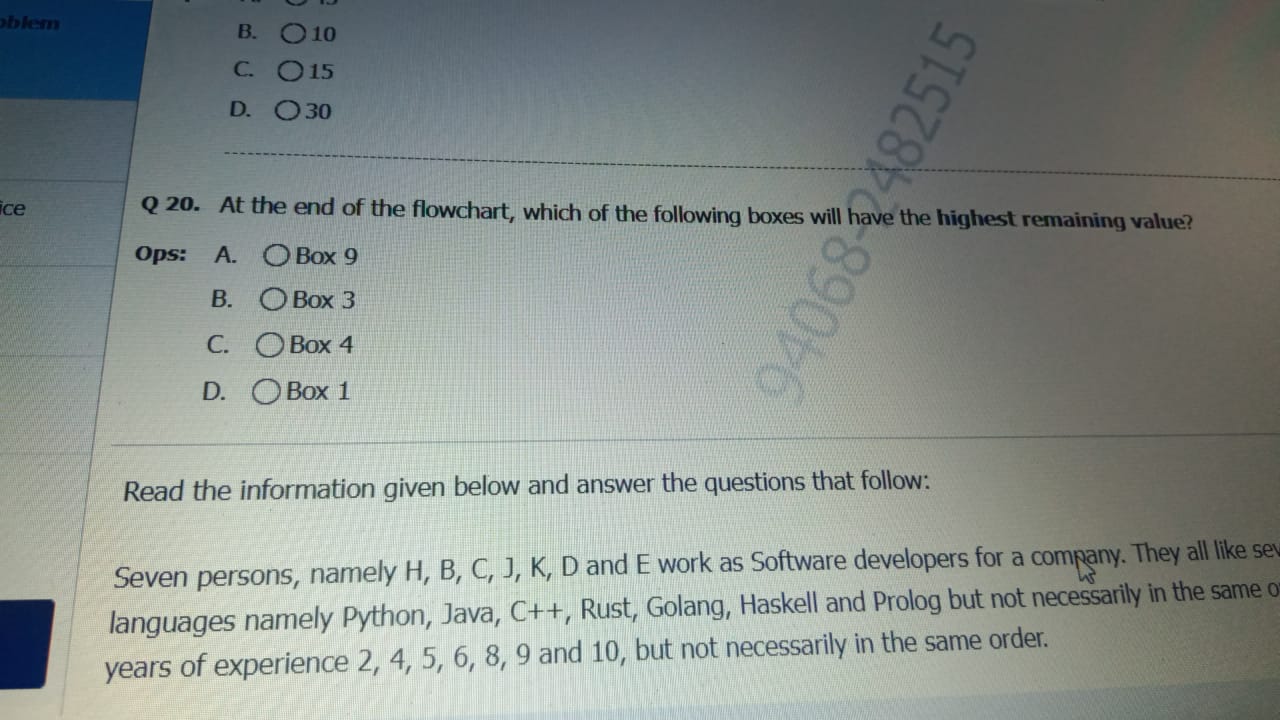 oblem
B. 10
C. 15
D. 30
ice
Q 20. At the end of the flowchart, which of the following boxes will have the highest remaining value?
Ops: A. Box 9
B. Box 3
C. Box 4
D. Box 1
94068-2482515
Read the information given below and answer the questions that follow:
Seven persons, namely H, B, C, J, K, D and E work as Software developers for a company. They all like sev
languages namely Python, Java, C++, Rust, Golang, Haskell and Prolog but not necessarily in the same o
years of experience 2, 4, 5, 6, 8, 9 and 10, but not necessarily in the same order.